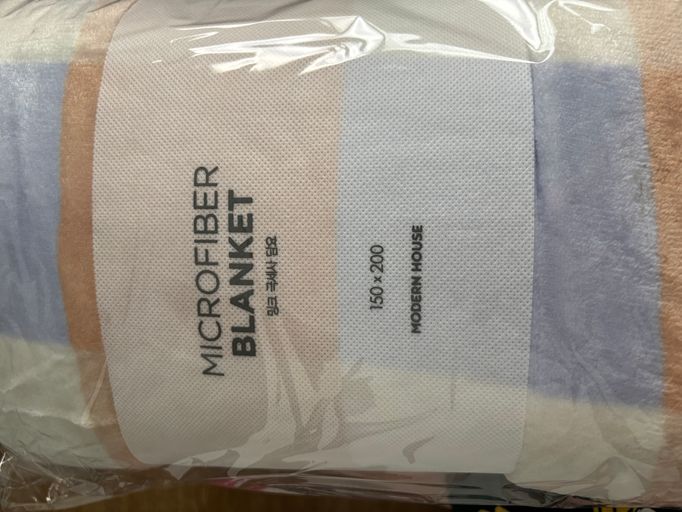 MICROFIBER
BLANKET
밍크 극세사 담요
150 x 200
MODERN HOUSE